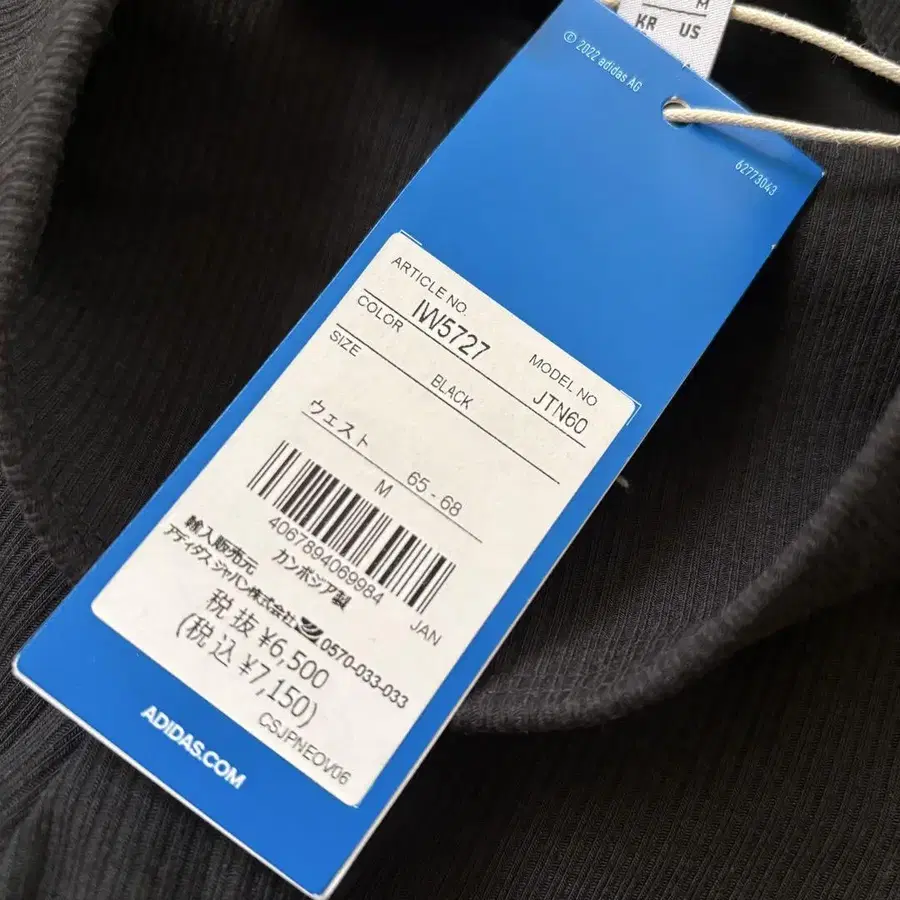 M
KR US
© 2022 adidas AG
62773043
ARTICLE NO. MODEL NO
IW5727 JTN60
COLOR
BLACK
SIZE
ウェスト 65 - 68
M
4067894069984 JAN
輸入販売元 カンボジア製
アディダス ジャパン株式会社 0570-033-033
税 抜 ¥6,500
(税 込 ¥7,150)
CSJPNEOV06
ADIDAS.COM